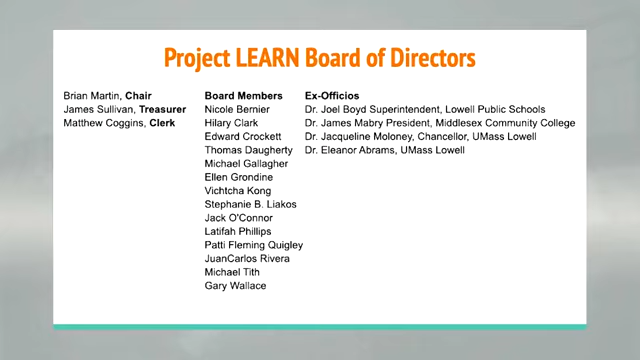 Project LEARN Board of Directors
Brian Martin, Chair
James Sullivan, Treasurer
Matthew Coggins, Clerk
Board Members
Nicole Bernier
Hilary Clark
Edward Crockett
Thomas Daugherty
Michael Gallagher
Ellen Grondine
Vichtcha Kong
Stephanie B. Liakos
Jack O'Connor
Latifah Phillips
Patti Fleming Quigley
JuanCarlos Rivera
Michael Tith
Gary Wallace
Ex-Officios
Dr. Joel Boyd Superintendent, Lowell Public Schools
Dr. James Mabry President, Middlesex Community College
Dr. Jacqueline Moloney, Chancellor, UMass Lowell
Dr. Eleanor Abrams, UMass Lowell